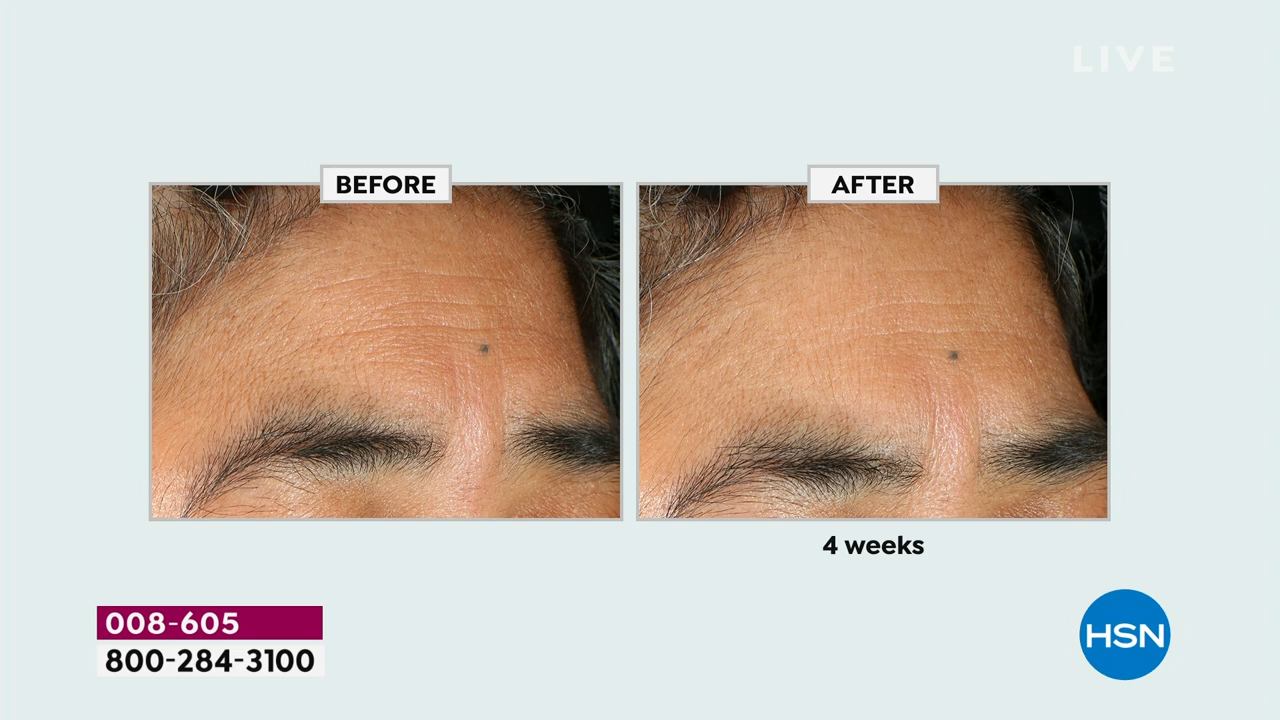 LIVE
BEFORE
AFTER
4 weeks
008-605
800-284-3100
HSN